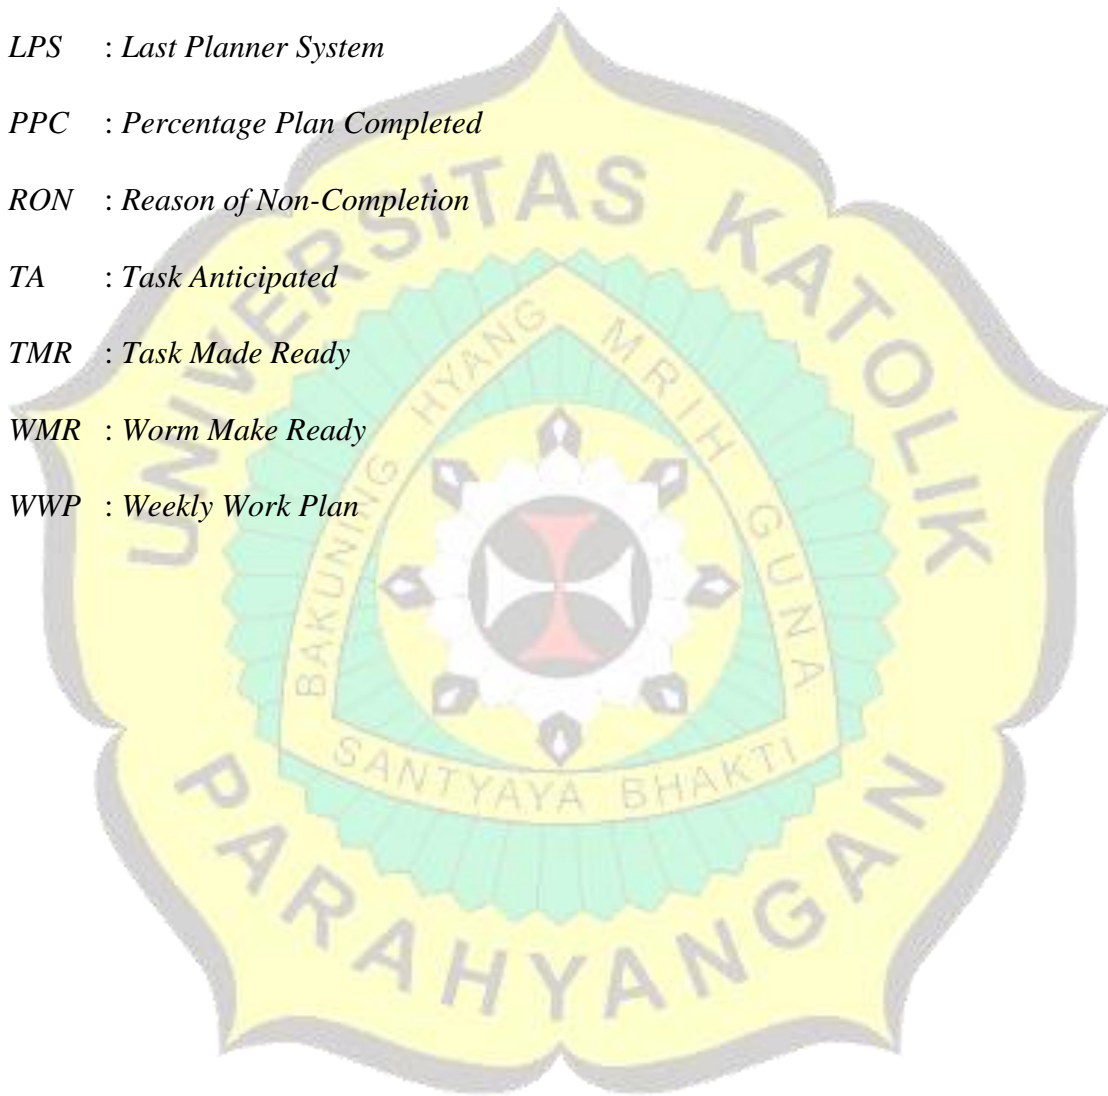 LPS : Last Planner System
PPC : Percentage Plan Completed
RON : Reason of Non-Completion
TA : Task Anticipated
TMR : Task Made Ready
WMR : Worm Make Ready
WWP : Weekly Work Plan
UNIVERSITAS KATOLIK
PARAHYANGAN
BAKUNING HYANG MRIH GUNA
SANTYAYA BHAKTI